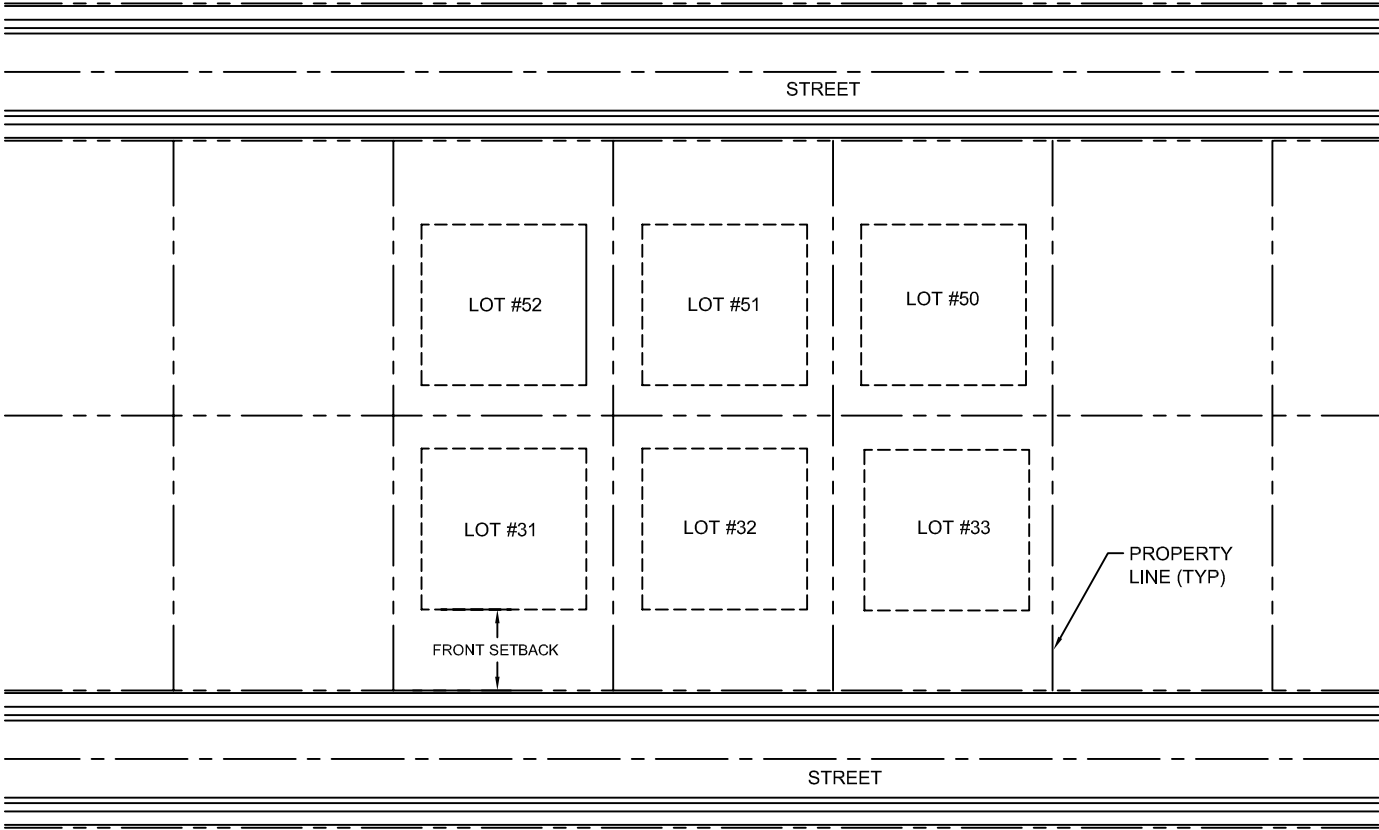 STREET
LOT #52
LOT #51
LOT #50
LOT #31
LOT #32
LOT #33
PROPERTY
LINE (TYP)
FRONT SETBACK
STREET